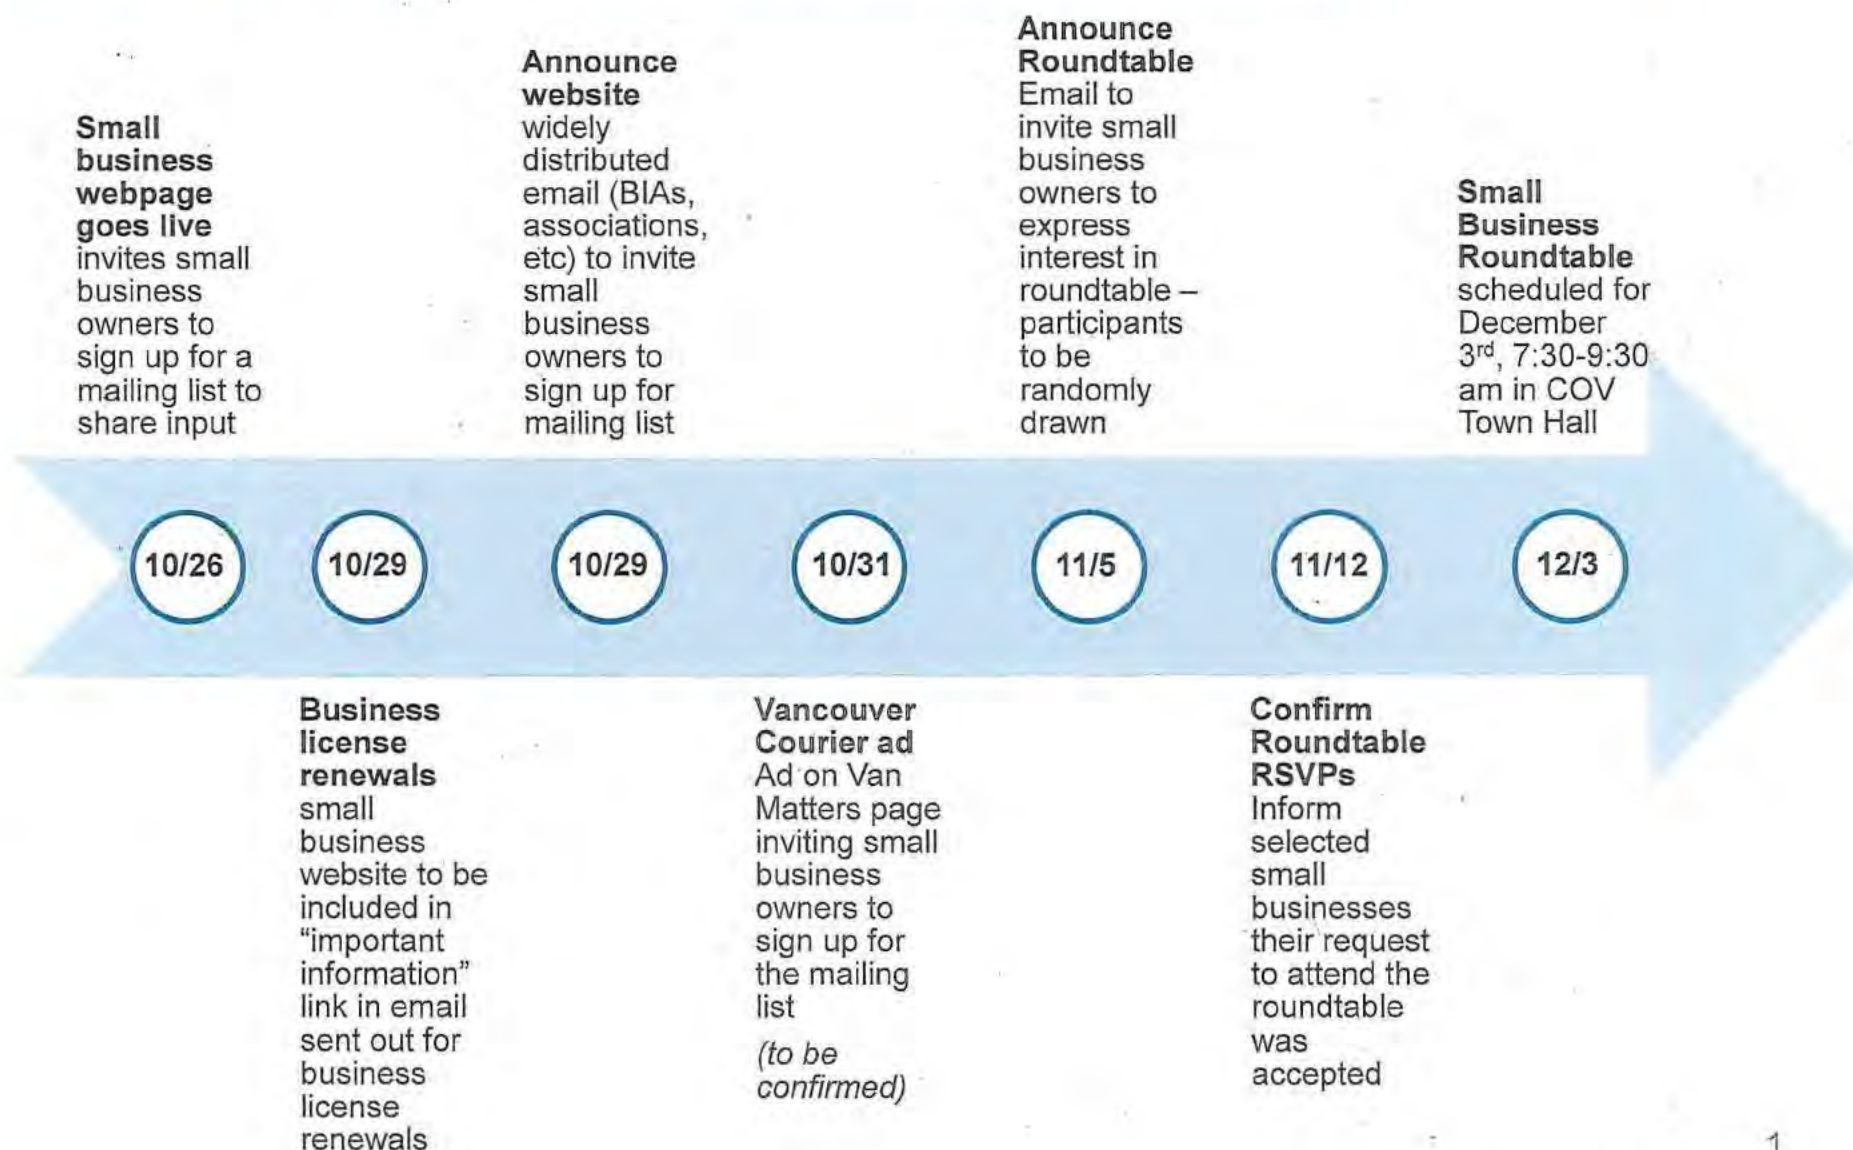 Small
business
webpage
goes live
invites small
business
owners to
sign up for a
mailing list to
share input
Announce
website
widely
distributed
email (BIAs,
associations,
etc) to invite
small
business
owners to
sign up for
mailing list
Announce
Roundtable
Email to
invite small
business
owners to
express
interest in
roundtable –
participants
to be
randomly
drawn
Small
Business
Roundtable
scheduled for
December
3rd, 7:30-9:30
am in COV
Town Hall
10/26
10/29
10/29
10/31
11/5
11/12
12/3
Business
license
renewals
small
business
website to be
included in
“important
information”
link in email
sent out for
business
license
renewals
Vancouver
Courier ad
Ad on Van
Matters page
inviting small
business
owners to
sign up for
the mailing
list
(to be
confirmed)
Confirm
Roundtable
RSVPs
Inform
selected
small
businesses
their request
to attend the
roundtable
was
accepted
1